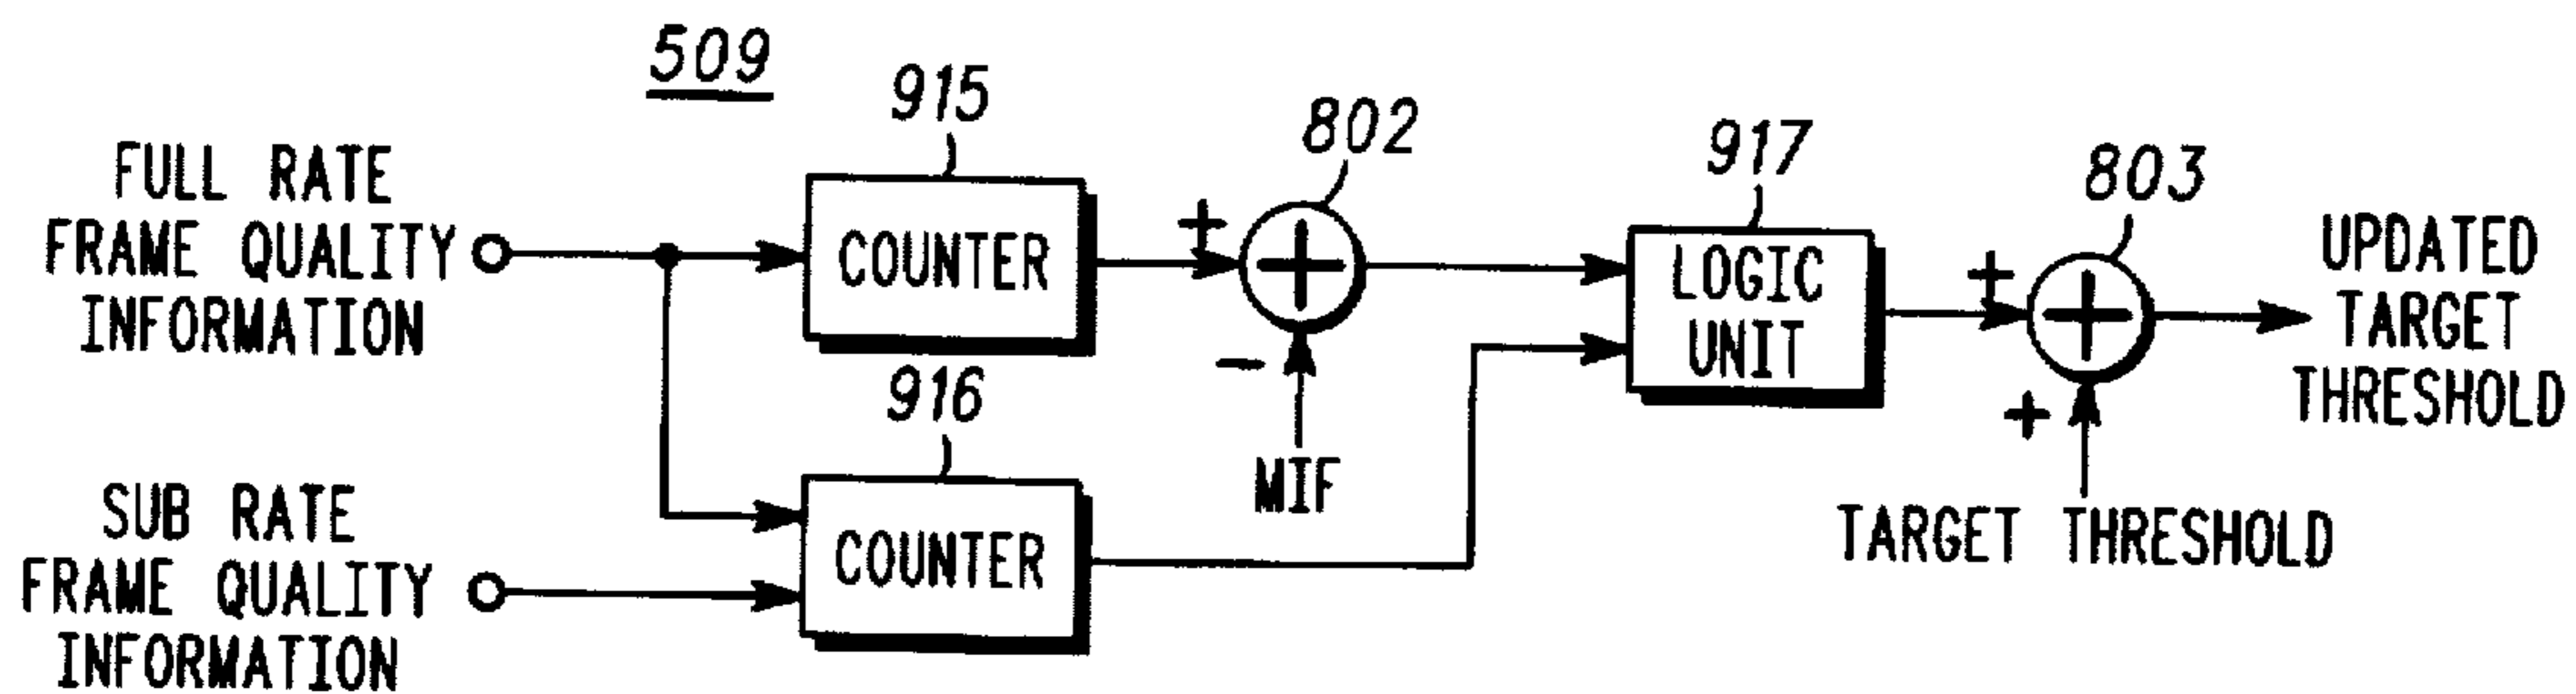 509
915
802
917
803
FULL RATE
FRAME QUALITY
INFORMATION
COUNTER
+
+
-
MIF
LOGIC
UNIT
+
+
+
TARGET THRESHOLD
UPDATED
TARGET
THRESHOLD
916
SUB RATE
FRAME QUALITY
INFORMATION
COUNTER